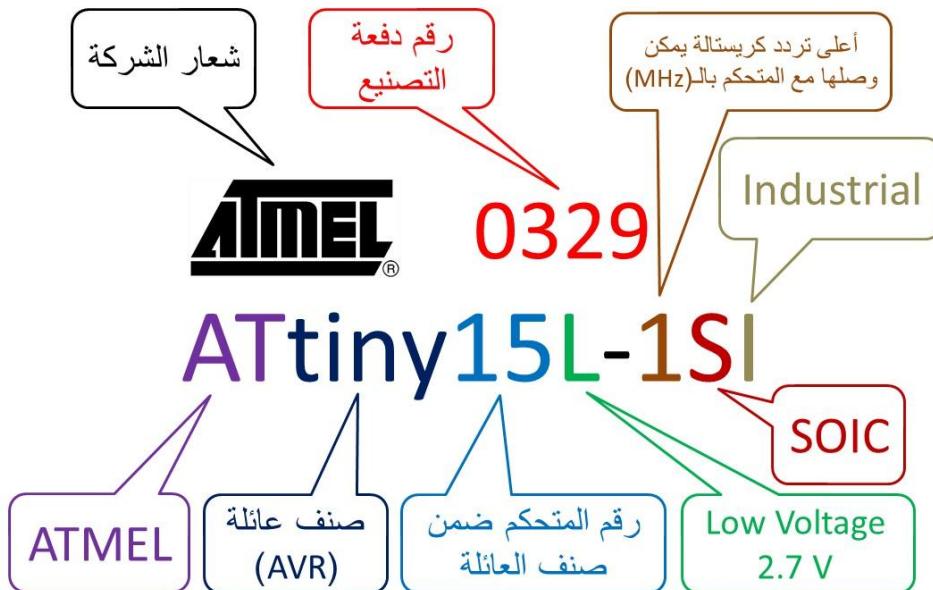 شعار الشركة
رقم دفعة
التصنيع
أعلى تردد كريستالة يمكن
وصلها مع المتحكم بالـ(MHz)
Industrial
ATMEL
®
0329
ATtiny15L-1SI
SOIC
ATMEL
صنف عائلة
(AVR)
رقم المتحكم ضمن
صنف العائلة
Low Voltage
2.7 V